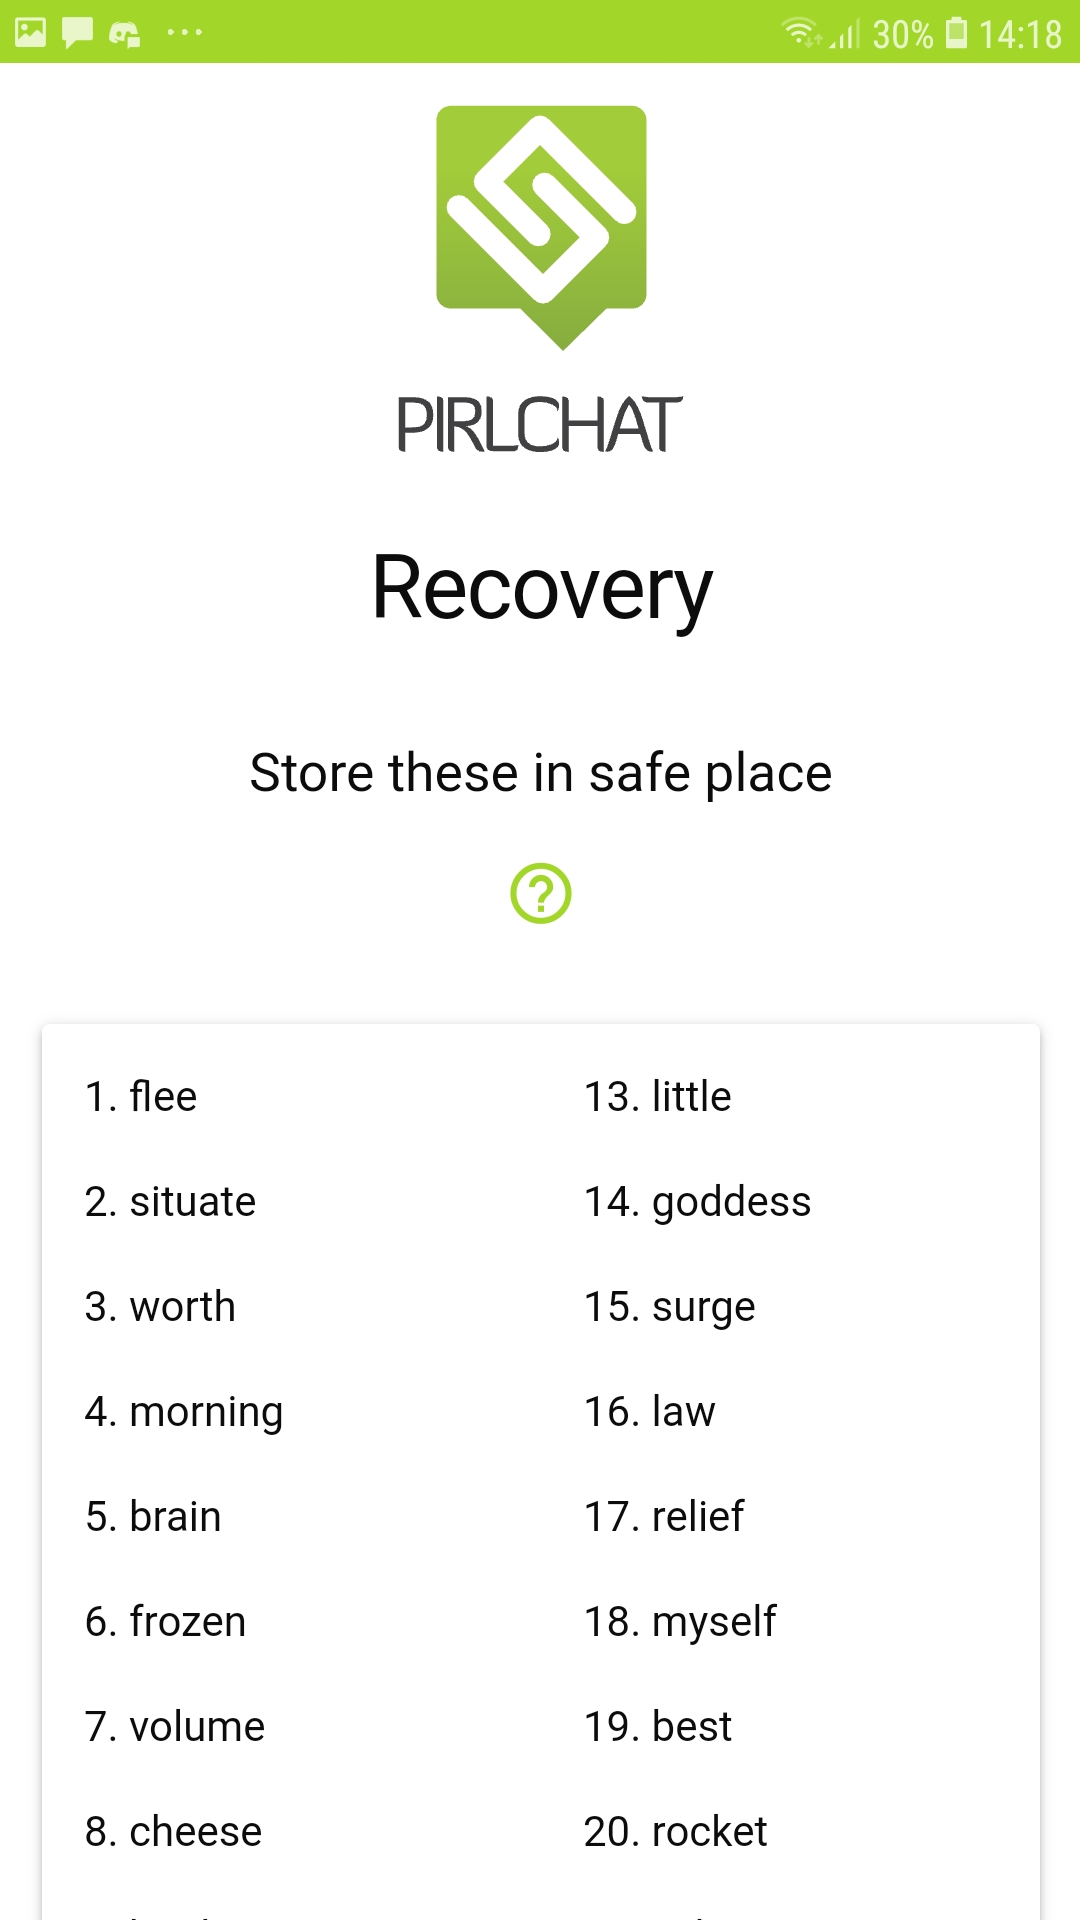 30% 14:18
PIRLCHAT
Recovery
Store these in safe place
1. flee
2. situate
3. worth
4. morning
5. brain
6. frozen
7. volume
8. cheese
13. little
14. goddess
15. surge
16. law
17. relief
18. myself
19. best
20. rocket